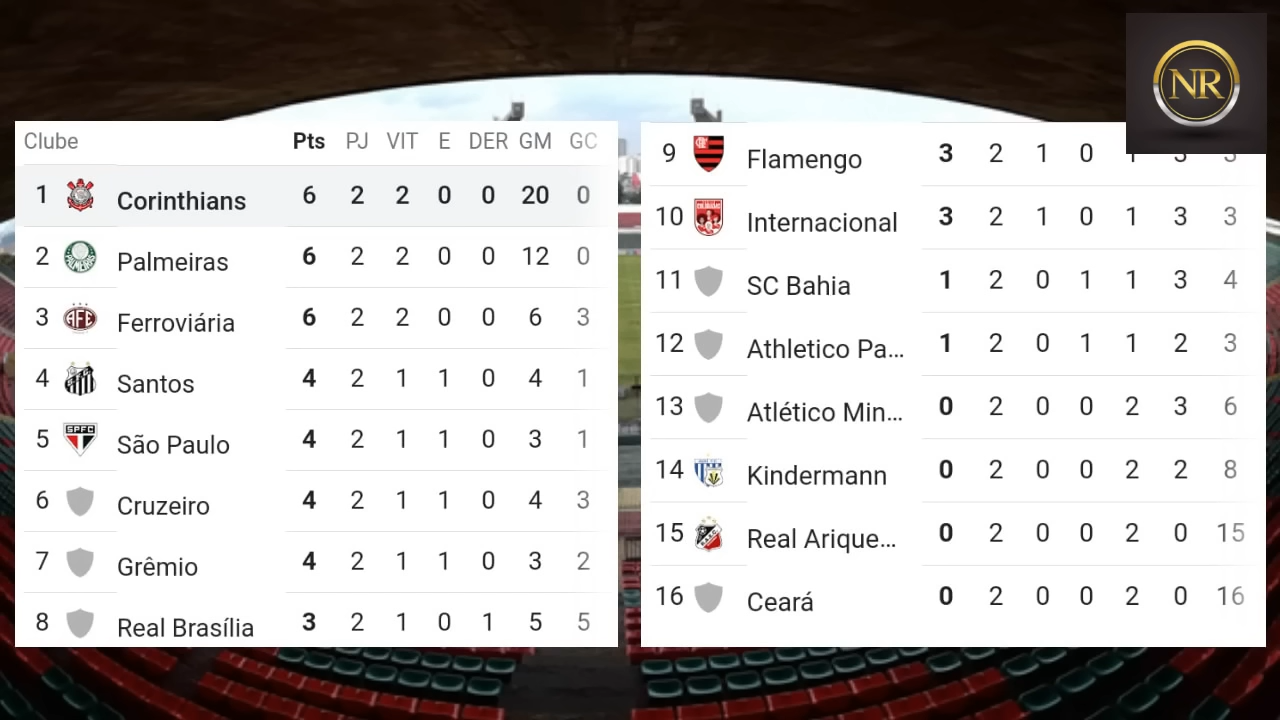 NR
Clube Pts PJ VIT E DER GM GC
1 Corinthians 6 2 2 0 0 20 0
2 Palmeiras 6 2 2 0 0 12 0
3 Ferroviária 6 2 2 0 0 6 3
4 Santos 4 2 1 1 0 4 1
5 SPFC São Paulo 4 2 1 1 0 3 1
6 Cruzeiro 4 2 1 1 0 4 3
7 Grêmio 4 2 1 1 0 3 2
8 Real Brasília 3 2 1 0 1 5 5
9 Flamengo 3 2 1 0 1 3 3
10 Internacional 3 2 1 0 1 3 3
11 SC Bahia 1 2 0 1 1 3 4
12 Athletico Pa... 1 2 0 1 1 2 3
13 Atlético Min... 0 2 0 0 2 3 6
14 Kindermann 0 2 0 0 2 2 8
15 Real Arique... 0 2 0 0 2 0 15
16 Ceará 0 2 0 0 2 0 16